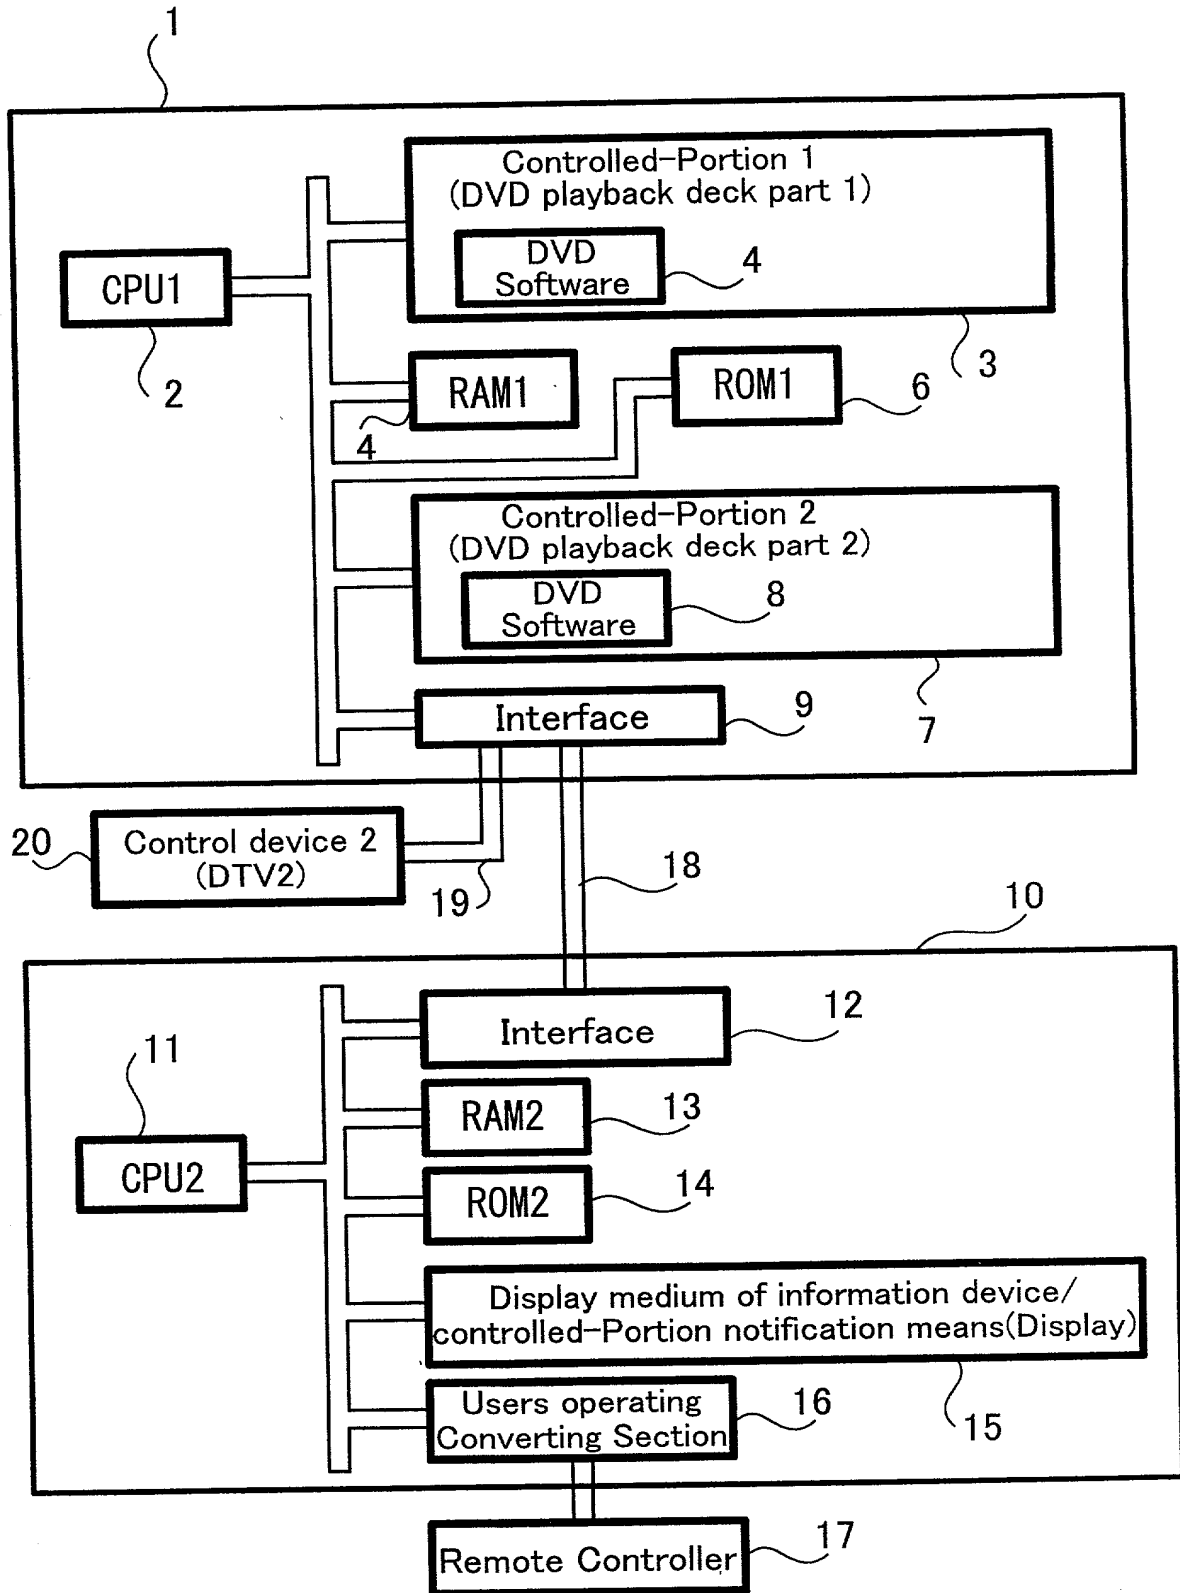 1
Controlled-Portion 1
(DVD playback deck part 1)
DVD
Software
4
CPU1
2
3
RAM1
4
ROM1
6
Controlled-Portion 2
(DVD playback deck part 2)
DVD
Software
8
7
Interface
9
20
Control device 2
(DTV2)
19
18
10
Interface
12
11
CPU2
RAM2
13
ROM2
14
Display medium of information device/
controlled-Portion notification means(Display)
15
Users operating
Converting Section
16
Remote Controller
17